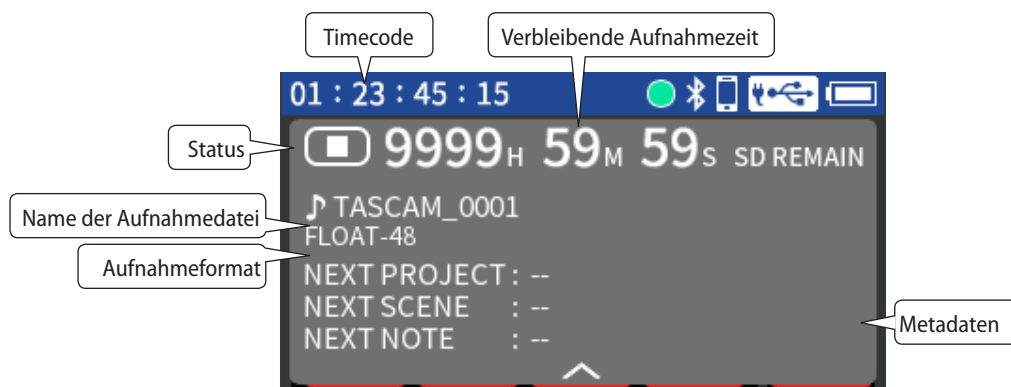 Timecode
Verbleibende Aufnahmezeit
01 : 23 : 45 : 15
Status
9999H 59M 59S SD REMAIN
Name der Aufnahmedatei
TASCAM_0001
FLOAT-48
Aufnahmeformat
NEXT PROJECT : --
NEXT SCENE : --
NEXT NOTE : --
Metadaten